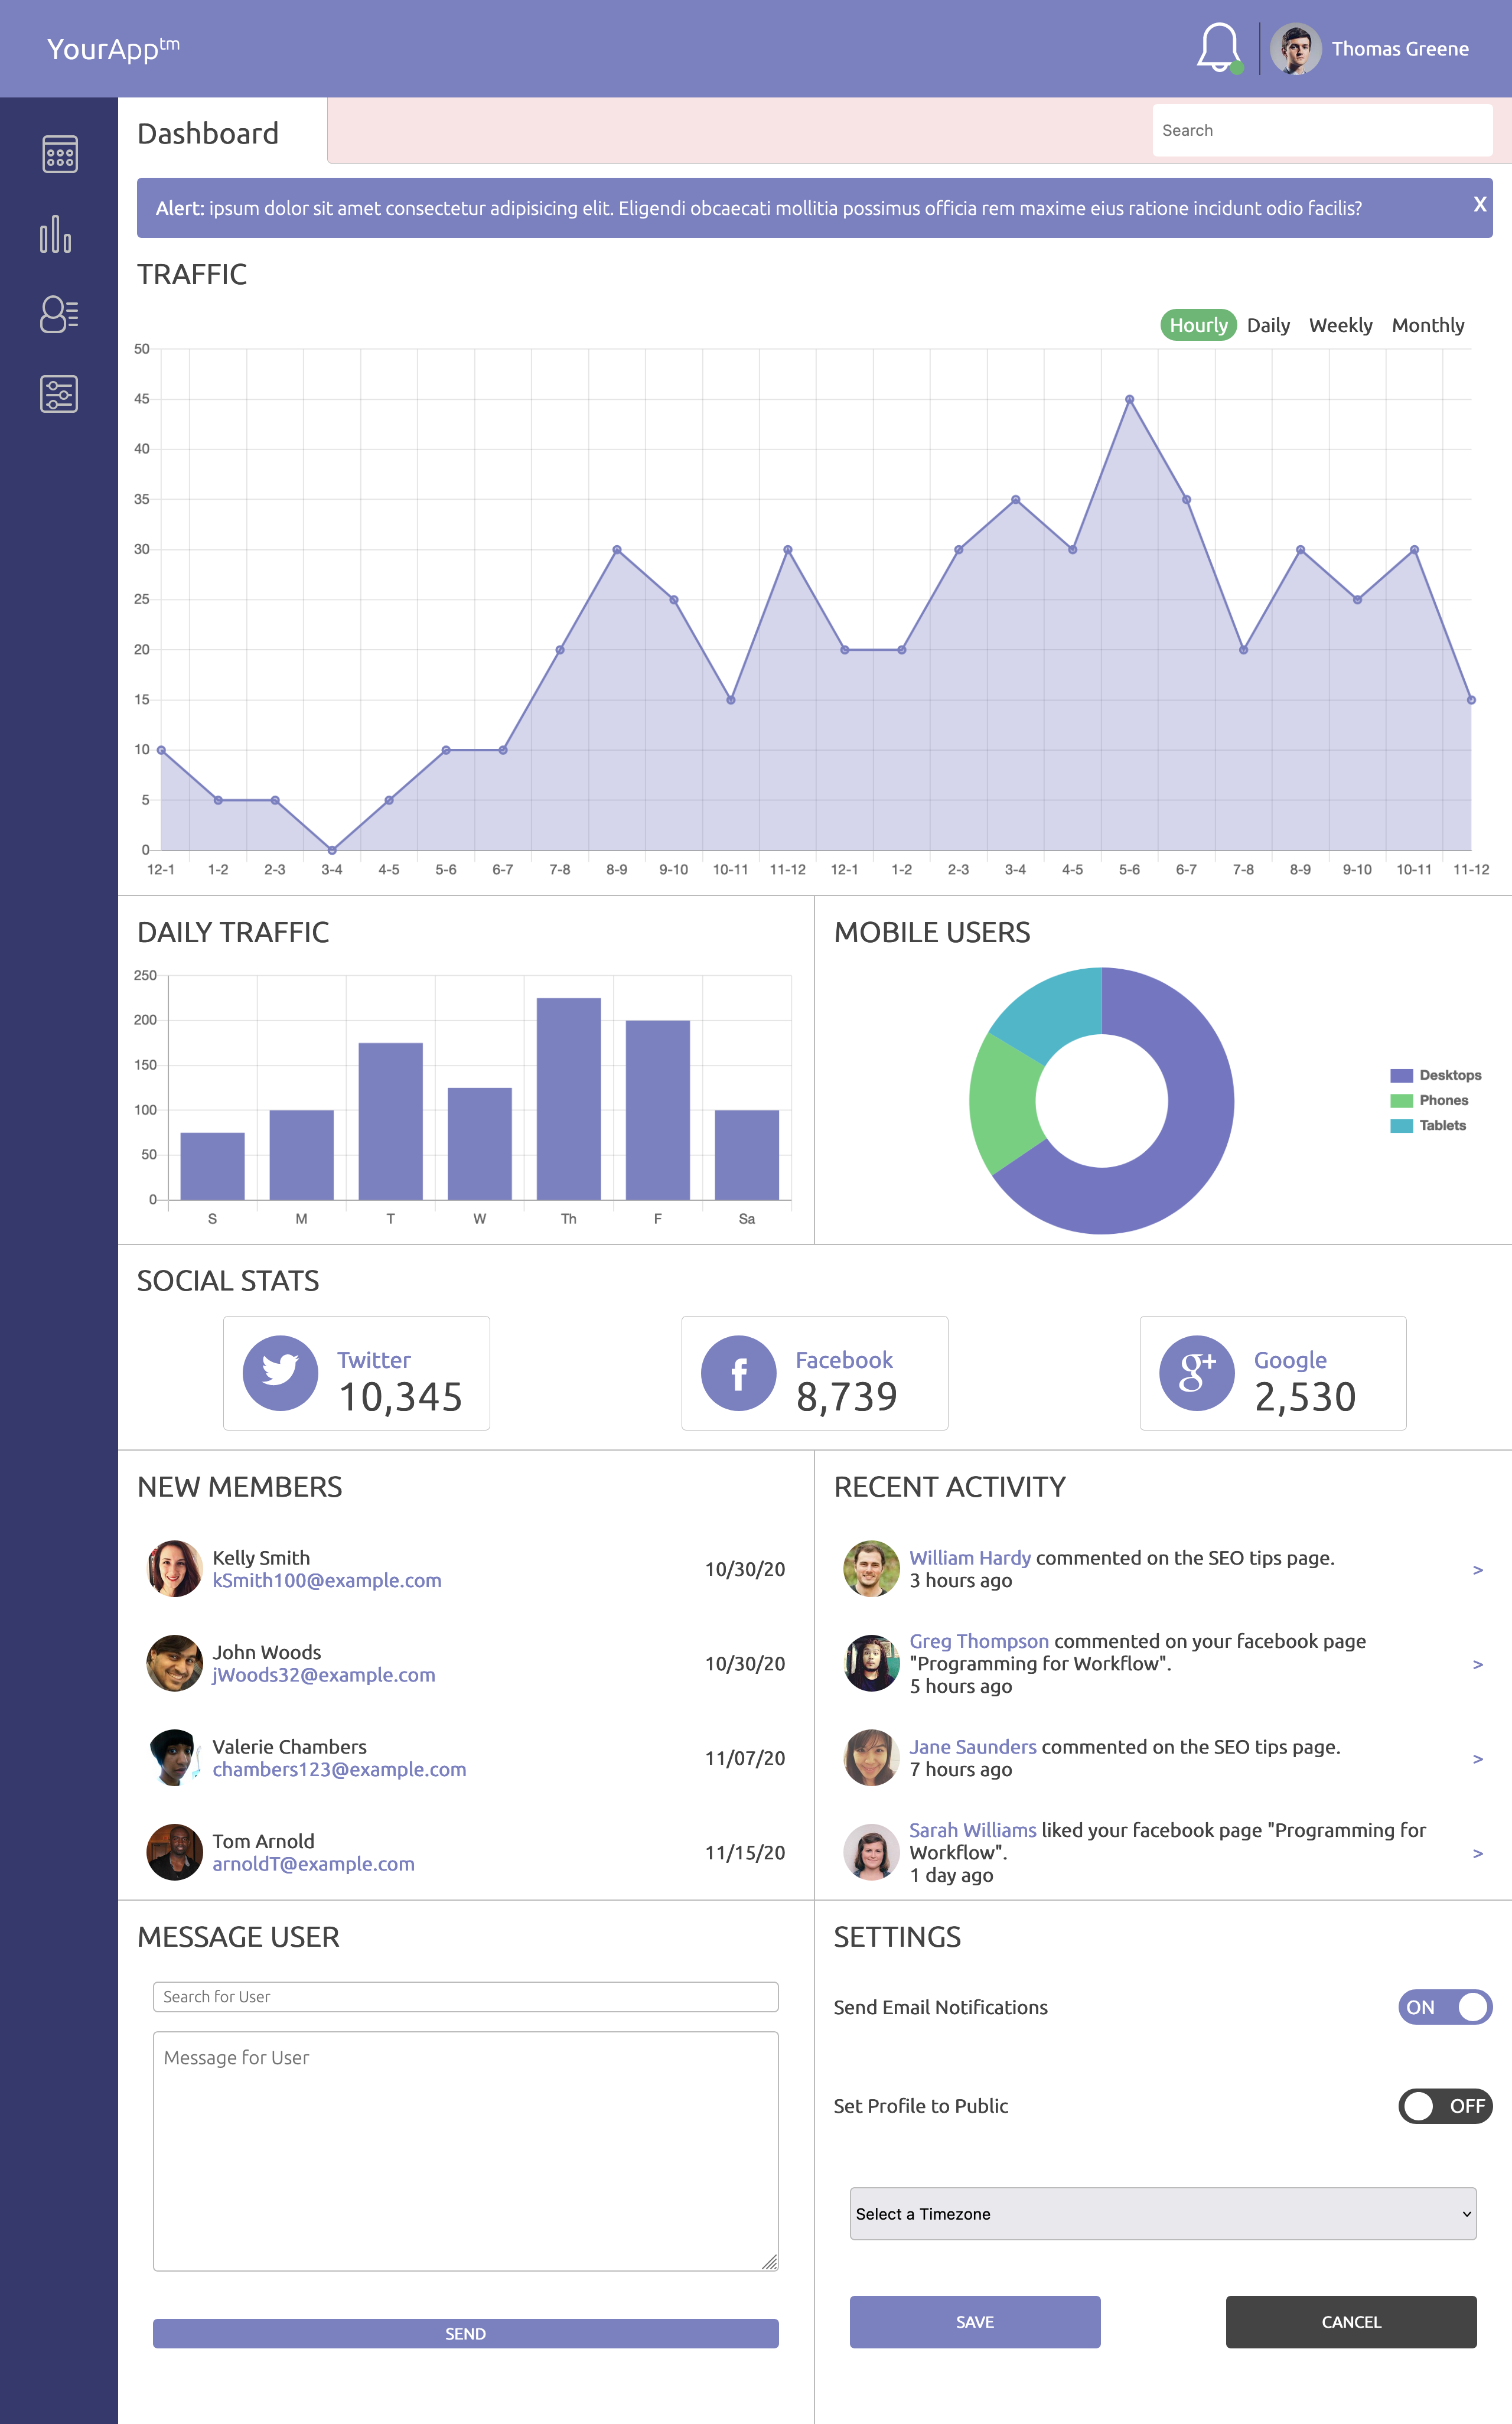 YourApp™
Thomas Greene
Dashboard
Search
Alert: ipsum dolor sit amet consectetur adipisicing elit. Eligendi obcaecati mollitia possimus officia rem maxime eius ratione incidunt odio facilis?
X
TRAFFIC
Hourly Daily Weekly Monthly
50
45
40
35
30
25
20
15
10
5
0
12-1 1-2 2-3 3-4 4-5 5-6 6-7 7-8 8-9 9-10 10-11 11-12 12-1 1-2 2-3 3-4 4-5 5-6 6-7 7-8 8-9 9-10 10-11 11-12
DAILY TRAFFIC
250
200
150
100
50
0
S M T W Th F Sa
MOBILE USERS
Desktops
Phones
Tablets
SOCIAL STATS
Twitter
10,345
f
Facebook
8,739
g+
Google
2,530
NEW MEMBERS
Kelly Smith
kSmith100@example.com
10/30/20
John Woods
jWoods32@example.com
10/30/20
Valerie Chambers
chambers123@example.com
11/07/20
Tom Arnold
arnoldT@example.com
11/15/20
RECENT ACTIVITY
William Hardy commented on the SEO tips page.
3 hours ago
>
Greg Thompson commented on your facebook page
"Programming for Workflow".
5 hours ago
>
Jane Saunders commented on the SEO tips page.
7 hours ago
>
Sarah Williams liked your facebook page "Programming for
Workflow".
1 day ago
>
MESSAGE USER
Search for User
Message for User
SEND
SETTINGS
Send Email Notifications
ON
Set Profile to Public
OFF
Select a Timezone
SAVE
CANCEL